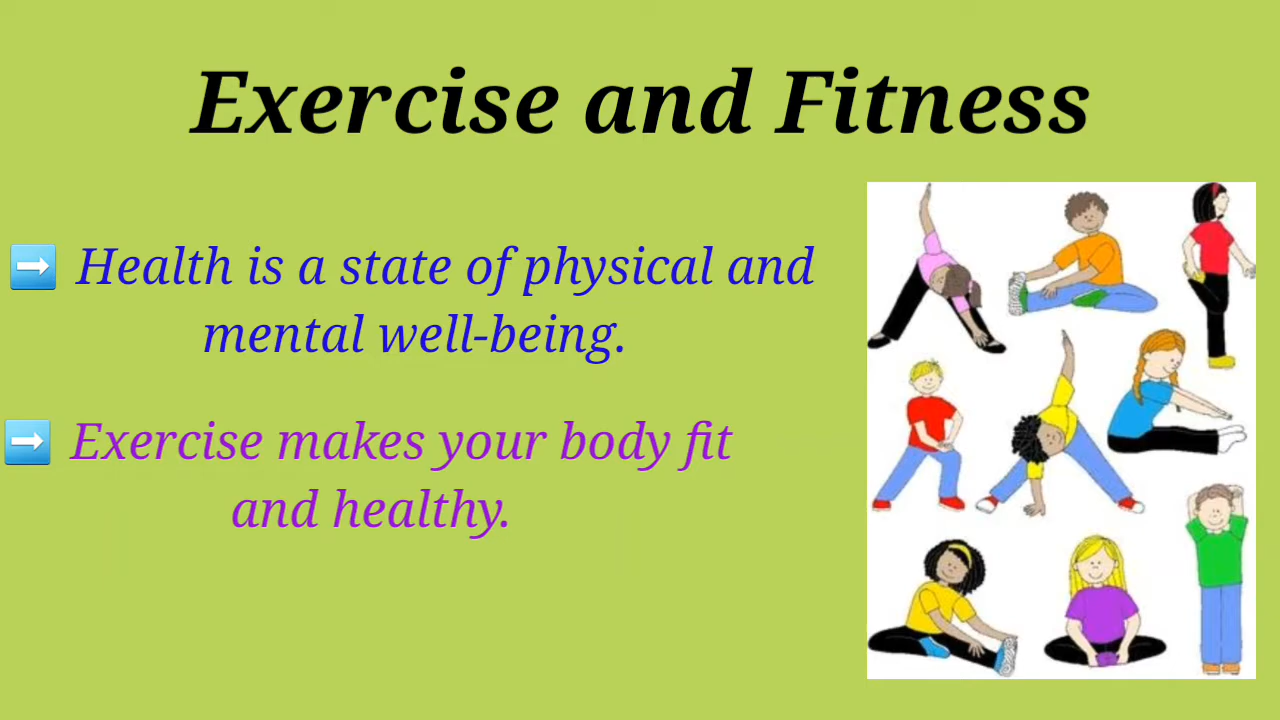 Exercise and Fitness
➡️ Health is a state of physical and
mental well-being.
➡️ Exercise makes your body fit
and healthy.